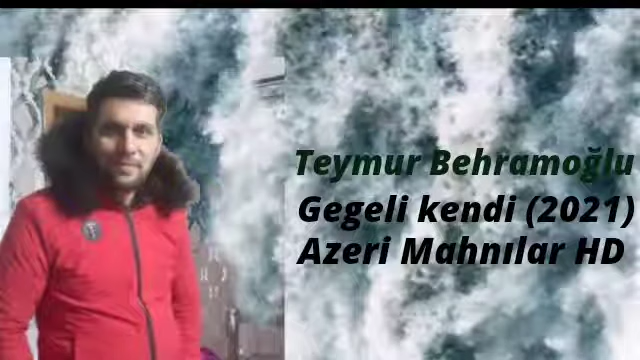 Teymur Behramoğlu
Gegeli kendi (2021)
Azeri Mahnılar HD